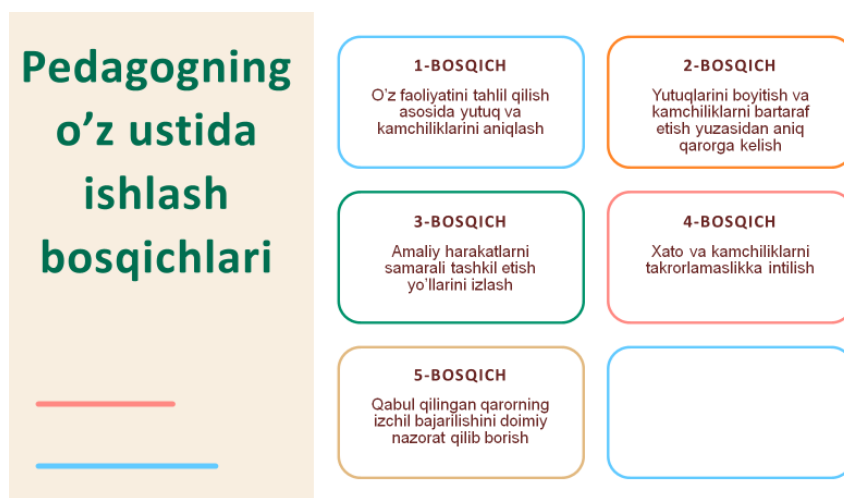 Pedagogning
o’z ustida
ishlash
bosqichlari
1-BOSQICH
O’z faoliyatini tahlil qilish
asosida yutuq va
kamchiliklarini aniqlash
2-BOSQICH
Yutuqlarini boyitish va
kamchiliklarni bartaraf
etish yuzasidan aniq
qarorga kelish
3-BOSQICH
Amaliy harakatlarni
samarali tashkil etish
yo’llarini izlash
4-BOSQICH
Xato va kamchiliklarni
takrorlamaslikka intilish
5-BOSQICH
Qabul qilingan qarorning
izchil bajarilishini doimiy
nazorat qilib borish